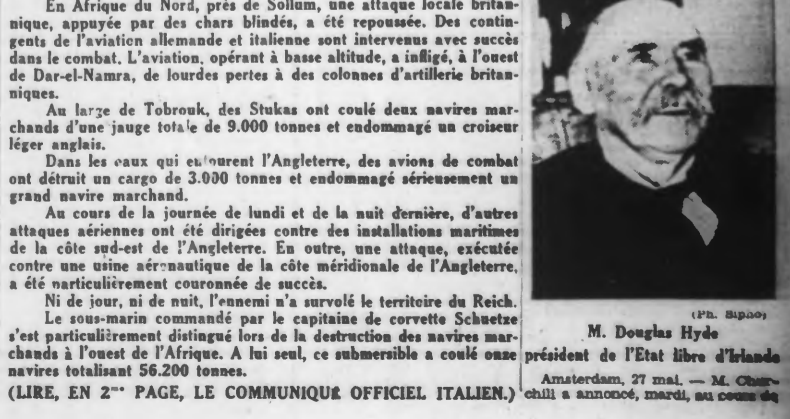 En Afrique du Nord, près de Sollum, une attaque locale britan-
nique, appuyée par des chars blindés, a été repoussée. Des contin-
gents de l'aviation allemande et italienne sont intervenus avec succès
dans le combat. L'aviation, opérant à basse altitude, a infligé, à l'ouest
de Dar-el-Namra, de lourdes pertes à des colonnes d'artillerie britan-
niques.
Au large de Tobrouk, des Stukas ont coulé deux navires mar-
chands d'une jauge totale de 9.000 tonnes et endommagé un croiseur
léger anglais.
Dans les eaux qui entourent l'Angleterre, des avions de combat
ont détruit un cargo de 3.000 tonnes et endommagé sérieusement un
grand navire marchand.
Au cours de la journée de lundi et de la nuit dernière, d'autres
attaques aériennes ont été dirigées contre des installations maritimes
de la côte sud-est de l'Angleterre. En outre, une attaque, exécutée
contre une usine aéronautique de la côte méridionale de l'Angleterre,
a été particulièrement couronnée de succès.
Ni de jour, ni de nuit, l'ennemi n'a survolé le territoire du Reich.
Le sous-marin commandé par le capitaine de corvette Schuetze
s'est particulièrement distingué lors de la destruction des navires mar-
chands à l'ouest de l'Afrique. A lui seul, ce submersible a coulé onze
navires totalisant 56.200 tonnes.
(LIRE, EN 2me PAGE, LE COMMUNIQUÉ OFFICIEL ITALIEN.)
(Ph. Sipho)
M. Douglas Hyde
président de l'Etat libre d'Irlande
Amsterdam, 27 mai. — M. Chur-
chill a annoncé, mardi, au cours de